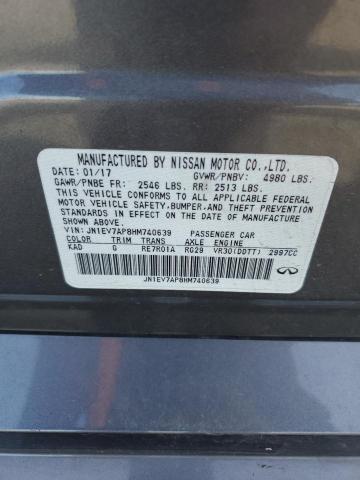 MANUFACTURED BY NISSAN MOTOR CO.,LTD.
DATE: 01/17 GVWR/PNBV: 4980 LBS.
GAWR/PNBE FR: 2546 LBS. RR: 2513 LBS.
THIS VEHICLE CONFORMS TO ALL APPLICABLE FEDERAL
MOTOR VEHICLE SAFETY,BUMPER,AND THEFT PREVENTION
STANDARDS IN EFFECT ON THE DATE OF MANUFACTURE
SHOWN ABOVE.
VIN: JN1EV7AP8HM740639 PASSENGER CAR
COLOR TRIM TRANS AXLE ENGINE
KAD G RE7R01A RG29 VR30(DDTT) 2997CC
JN1EV7AP8HM740639